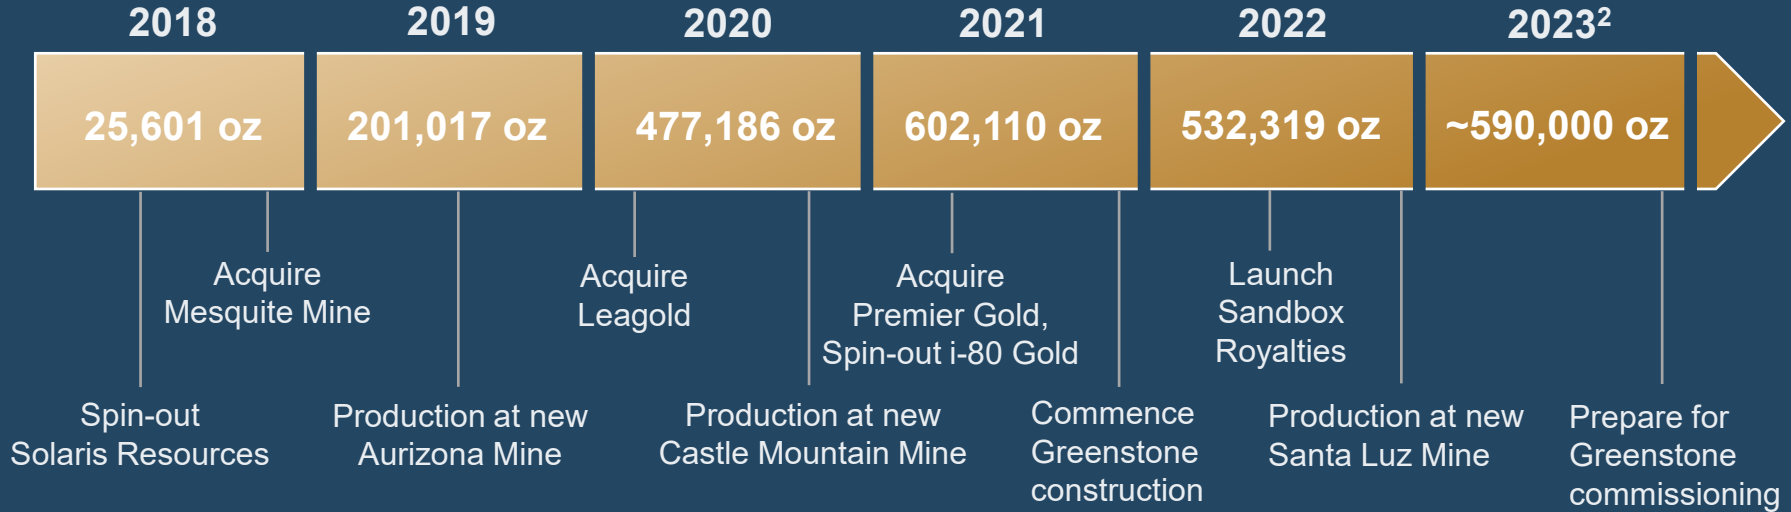 2018
2019
2020
2021
2022
2023²
25,601 oz
201,017 oz
477,186 oz
602,110 oz
532,319 oz
~590,000 oz
Acquire
Mesquite Mine
Acquire
Leagold
Acquire
Premier Gold,
Spin-out i-80 Gold
Launch
Sandbox
Royalties
Spin-out
Solaris Resources
Production at new
Aurizona Mine
Production at new
Castle Mountain Mine
Commence
Greenstone
construction
Production at new
Santa Luz Mine
Prepare for
Greenstone
commissioning